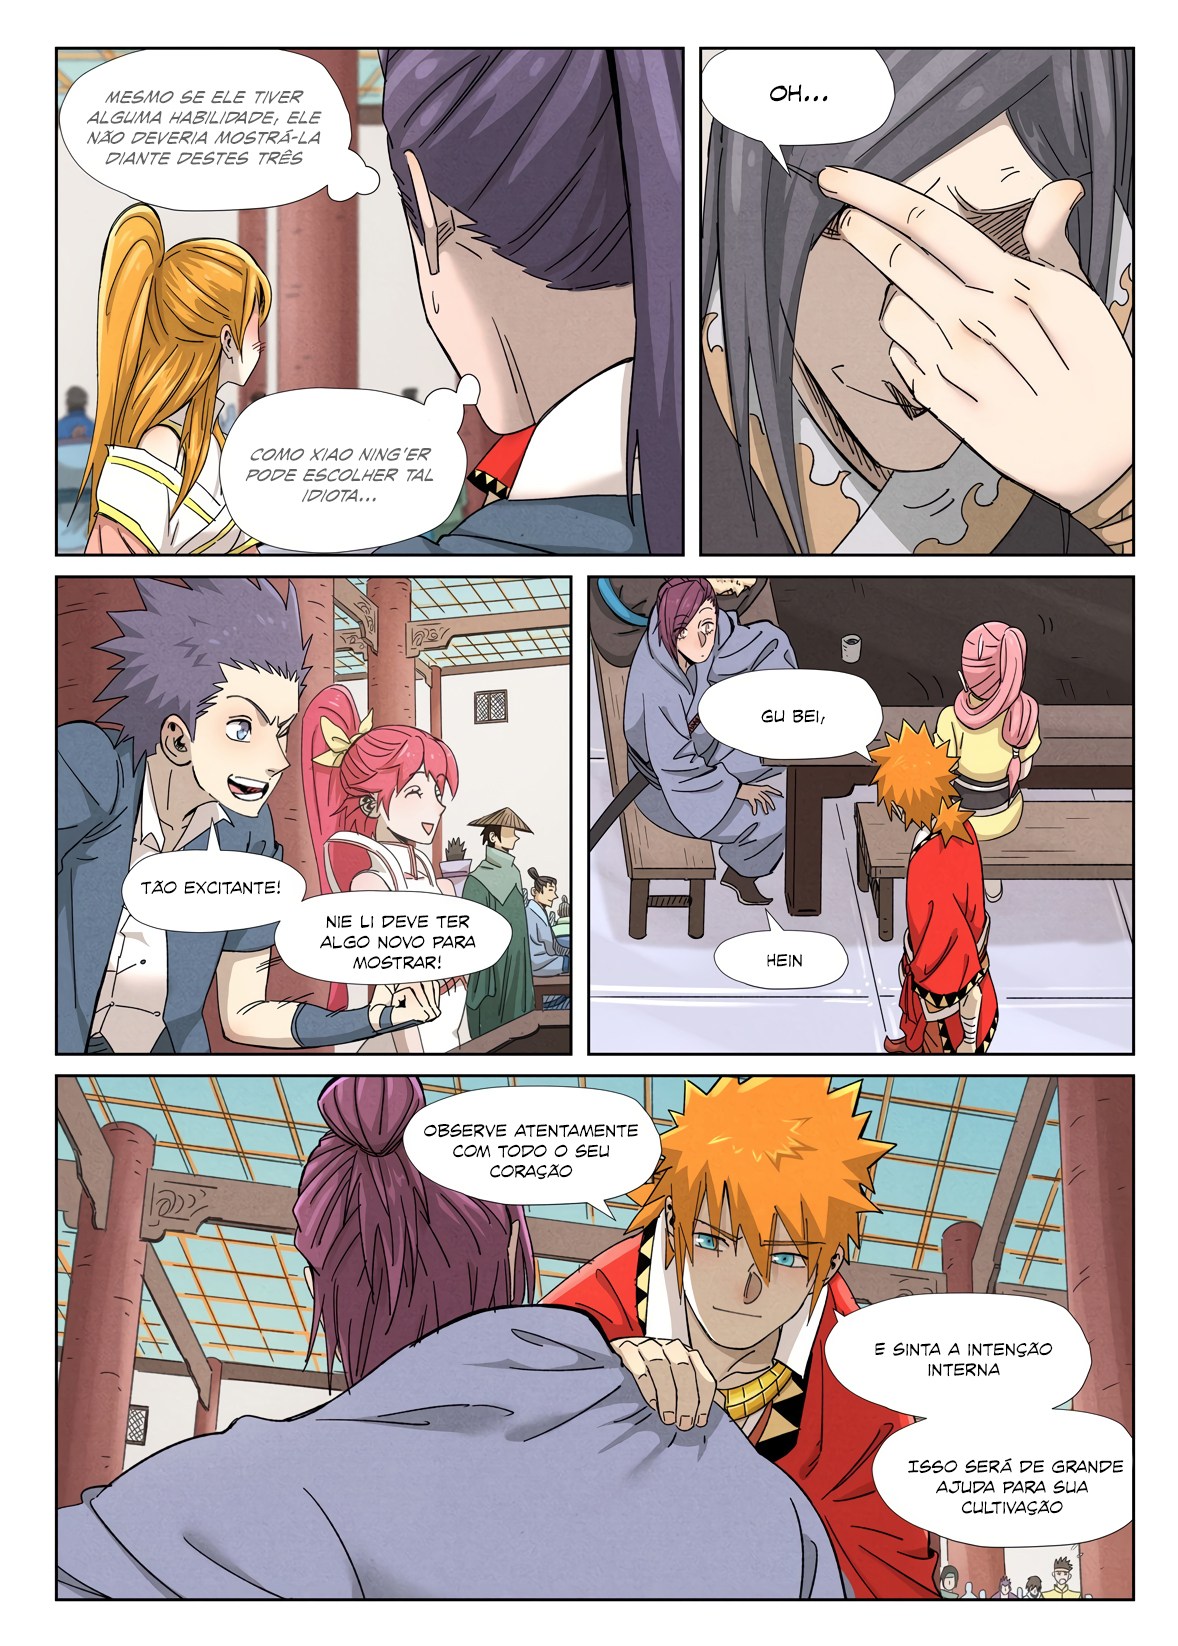 MESMO SE ELE TIVER
ALGUMA HABILIDADE, ELE
NÃO DEVERIA MOSTRÁ-LA
DIANTE DESTES TRÊS
COMO XIAO NING'ER
PODE ESCOLHER TAL
IDIOTA...
OH...
TÃO EXCITANTE!
NIE LI DEVE TER
ALGO NOVO PARA
MOSTRAR!
GU BEI,
HEIN
OBSERVE ATENTAMENTE
COM TODO O SEU
CORAÇÃO
E SINTA A INTENÇÃO
INTERNA
ISSO SERÁ DE GRANDE
AJUDA PARA SUA
CULTIVAÇÃO